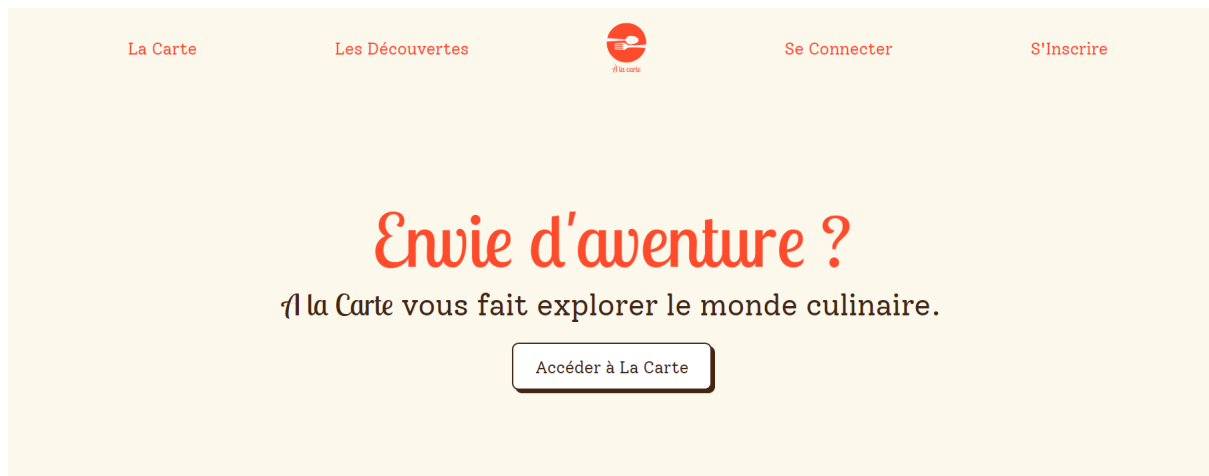 La Carte
Les Découvertes
À la carte
Se Connecter
S'Inscrire
Envie d'aventure ?
A la Carte vous fait explorer le monde culinaire.
Accéder à La Carte